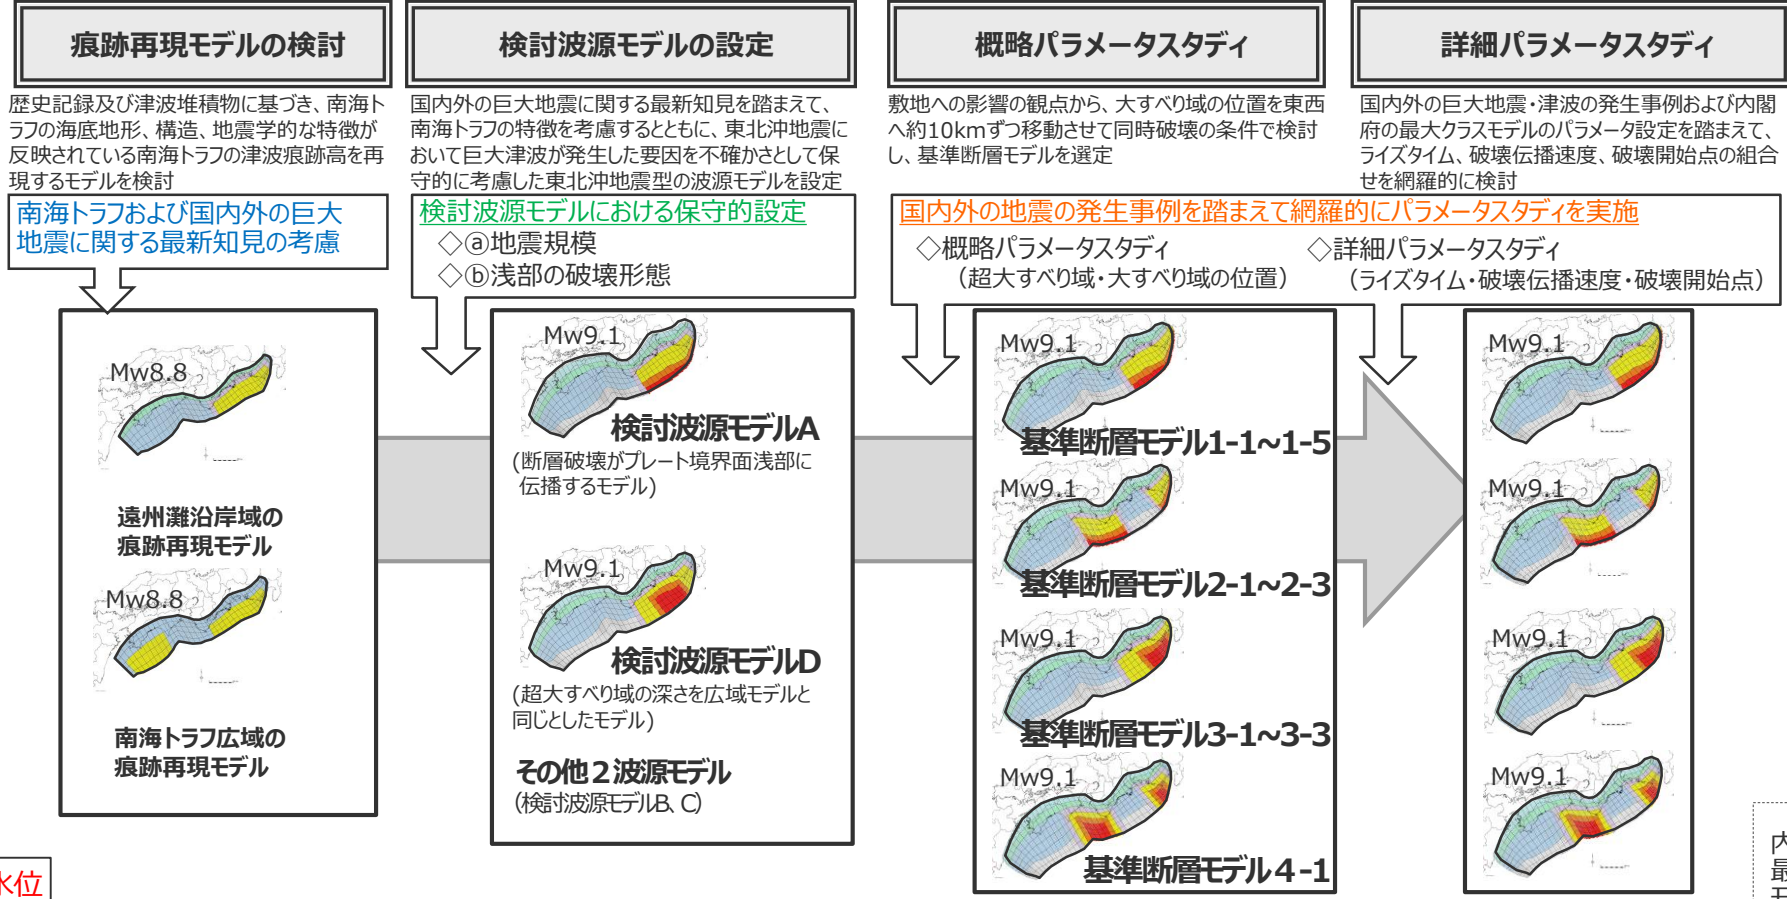 痕跡再現モデルの検討
歴史記録及び津波堆積物に基づき、南海ト
ラフの海底地形、構造、地震学的な特徴が
反映されている南海トラフの津波痕跡高を再
現するモデルを検討
南海トラフおよび国内外の巨大
地震に関する最新知見の考慮
Mw8.8
遠州灘沿岸域の
痕跡再現モデル
Mw8.8
南海トラフ広域の
痕跡再現モデル
水位
検討波源モデルの設定
国内外の巨大地震に関する最新知見を踏まえて、
南海トラフの特徴を考慮するとともに、東北沖地震に
おいて巨大津波が発生した要因を不確かさとして保
守的に考慮した東北沖地震型の波源モデルを設定
検討波源モデルにおける保守的設定
◇ⓐ地震規模
◇ⓑ浅部の破壊形態
Mw9.1
検討波源モデルA
(断層破壊がプレート境界面浅部に
伝播するモデル)
Mw9.1
検討波源モデルD
(超大すべり域の深さを広域モデルと
同じとしたモデル)
その他２波源モデル
(検討波源モデルB、C)
概略パラメータスタディ
敷地への影響の観点から、大すべり域の位置を東西
へ約10kmずつ移動させて同時破壊の条件で検討
し、基準断層モデルを選定
国内外の地震の発生事例を踏まえて網羅的にパラメータスタディを実施
◇概略パラメータスタディ
（超大すべり域・大すべり域の位置）
◇詳細パラメータスタディ
（ライズタイム・破壊伝播速度・破壊開始点）
Mw9.1
基準断層モデル1-1~1-5
Mw9.1
基準断層モデル2-1~2-3
Mw9.1
基準断層モデル3-1~3-3
Mw9.1
基準断層モデル４-1
詳細パラメータスタディ
国内外の巨大地震・津波の発生事例および内閣
府の最大クラスモデルのパラメータ設定を踏まえて、
ライズタイム、破壊伝播速度、破壊開始点の組合
せを網羅的に検討
Mw9.1
Mw9.1
Mw9.1
Mw9.1
内
最